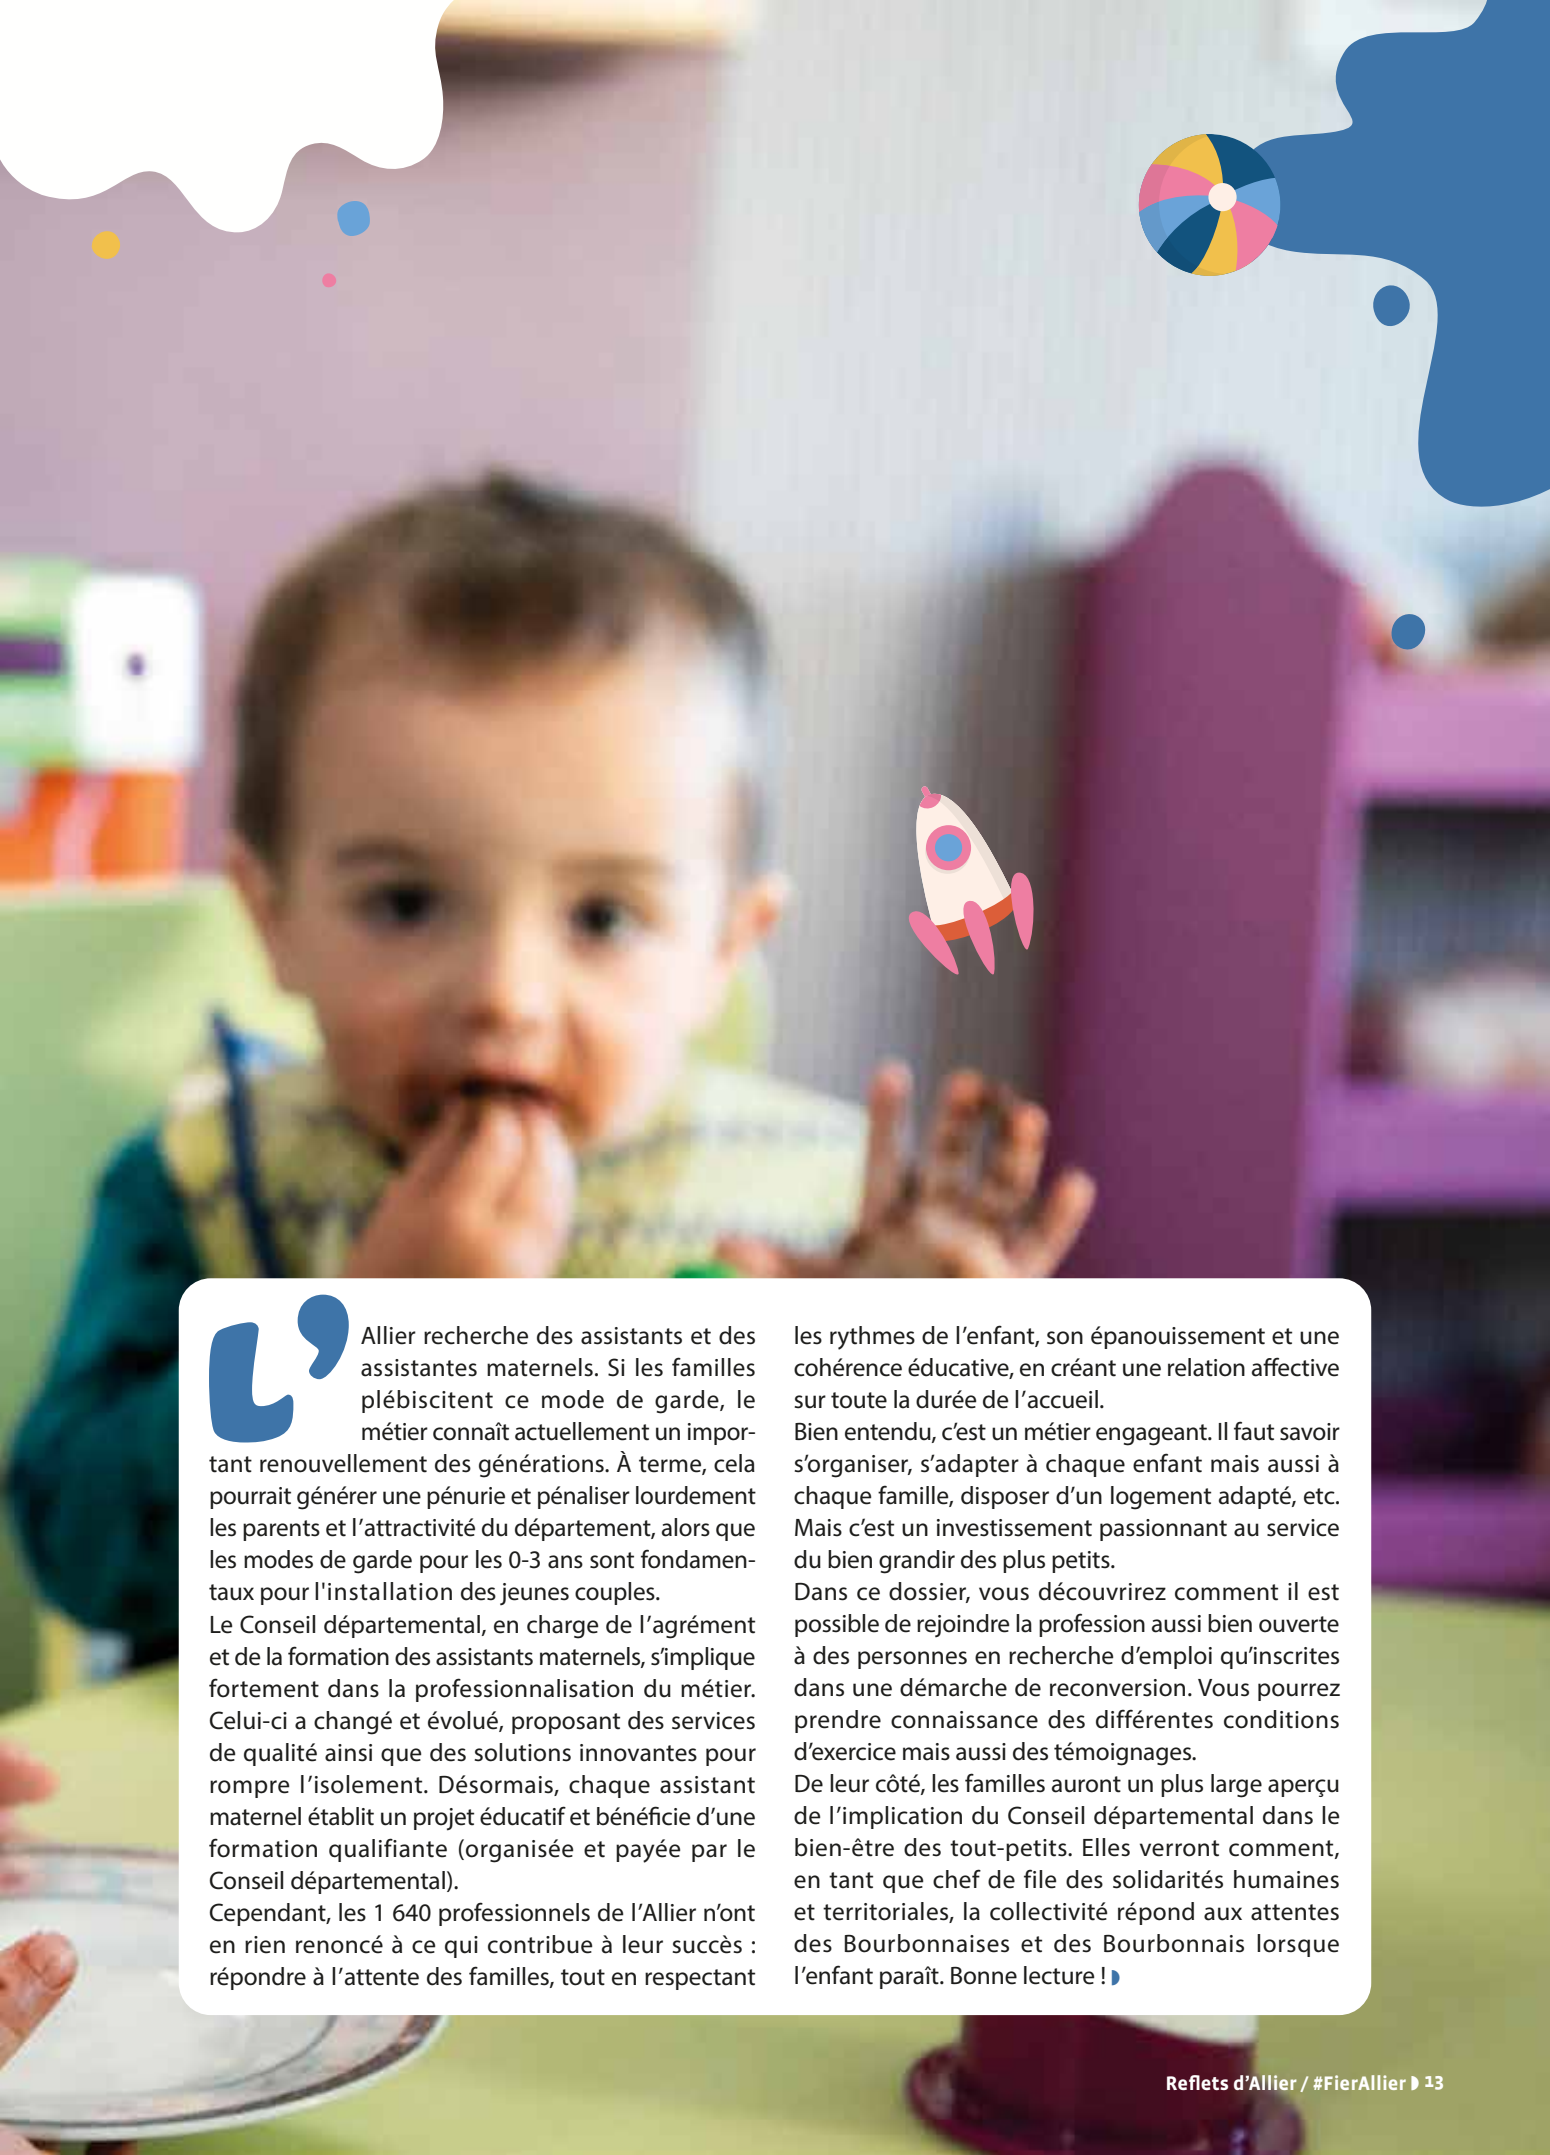 L’Allier recherche des assistants et des
assistantes maternels. Si les familles
plébiscitent ce mode de garde, le
métier connaît actuellement un impor-
tant renouvellement des générations. À terme, cela
pourrait générer une pénurie et pénaliser lourdement
les parents et l’attractivité du département, alors que
les modes de garde pour les 0-3 ans sont fondamen-
taux pour l'installation des jeunes couples.
Le Conseil départemental, en charge de l’agrément
et de la formation des assistants maternels, s’implique
fortement dans la professionnalisation du métier.
Celui-ci a changé et évolué, proposant des services
de qualité ainsi que des solutions innovantes pour
rompre l’isolement. Désormais, chaque assistant
maternel établit un projet éducatif et bénéficie d’une
formation qualifiante (organisée et payée par le
Conseil départemental).
Cependant, les 1 640 professionnels de l’Allier n’ont
en rien renoncé à ce qui contribue à leur succès :
répondre à l’attente des familles, tout en respectant
les rythmes de l’enfant, son épanouissement et une
cohérence éducative, en créant une relation affective
sur toute la durée de l’accueil.
Bien entendu, c’est un métier engageant. Il faut savoir
s’organiser, s’adapter à chaque enfant mais aussi à
chaque famille, disposer d’un logement adapté, etc.
Mais c’est un investissement passionnant au service
du bien grandir des plus petits.
Dans ce dossier, vous découvrirez comment il est
possible de rejoindre la profession aussi bien ouverte
à des personnes en recherche d’emploi qu’inscrites
dans une démarche de reconversion. Vous pourrez
prendre connaissance des différentes conditions
d’exercice mais aussi des témoignages.
De leur côté, les familles auront un plus large aperçu
de l’implication du Conseil départemental dans le
bien-être des tout-petits. Elles verront comment,
en tant que chef de file des solidarités humaines
et territoriales, la collectivité répond aux attentes
des Bourbonnaises et des Bourbonnais lorsque
l’enfant paraît. Bonne lecture !
Reflets d’Allier / #FierAllier 13